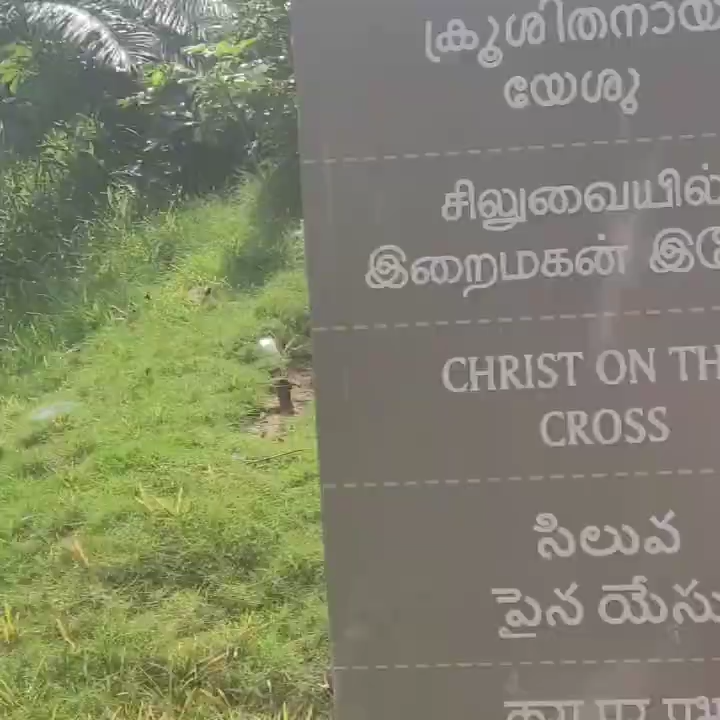 ക്രൂശിതനായ
യേശു
சிலுவையில்
இறைமகன்
CHRIST ON TH
CROSS
సిలువ
పైన యేసు